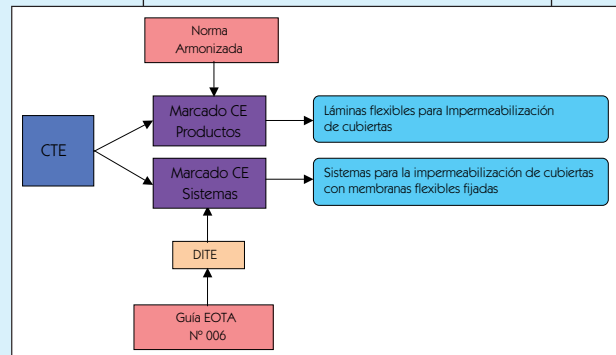 Norma
Armonizada
Marcado CE
Productos
Láminas flexibles para Impermeabilización
de cubiertas
CTE
Marcado CE
Sistemas
Sistemas para la impermeabilización de cubiertas
con membranas flexibles fijadas
DITE
Guía EOTA
Nº 006